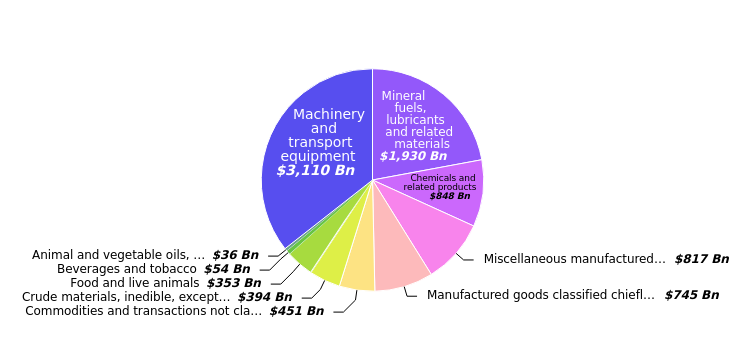 Machinery
and
transport
equipment
$3,110 Bn
Mineral
fuels,
lubricants
and related
materials
$1,930 Bn
Chemicals and
related products
$848 Bn
Miscellaneous manufactured… $817 Bn
Manufactured goods classified chiefl… $745 Bn
Animal and vegetable oils, … $36 Bn
Beverages and tobacco $54 Bn
Food and live animals $353 Bn
Crude materials, inedible, except… $394 Bn
Commodities and transactions not cla… $451 Bn